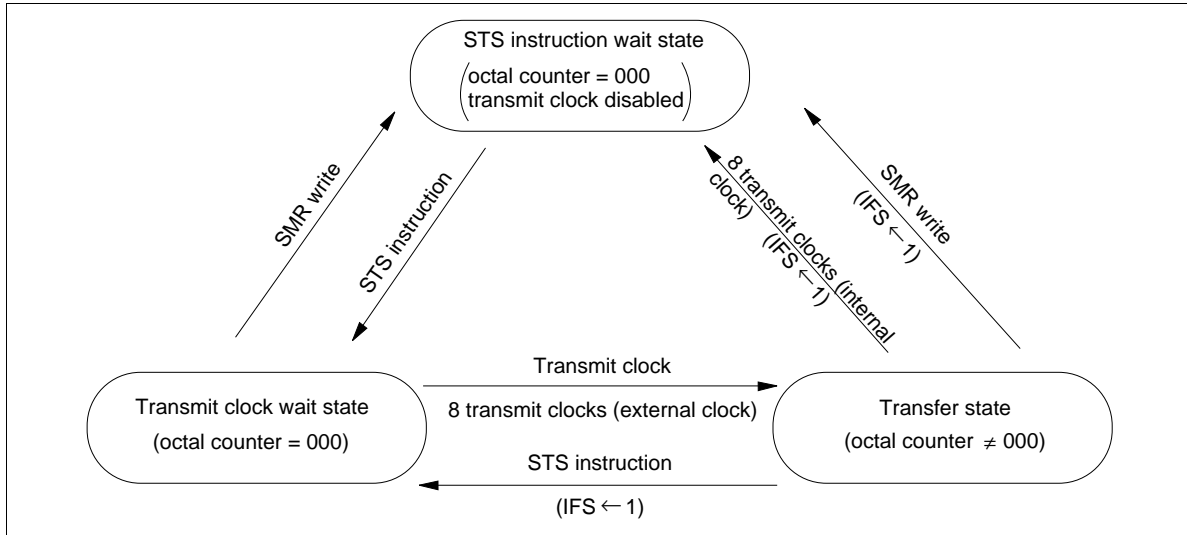 STS instruction wait state
(octal counter = 000
transmit clock disabled)
SMR write
STS instruction
8 transmit clocks (internal
clock)
(IFS ← 1)
SMR write
(IFS ← 1)
Transmit clock wait state
(octal counter = 000)
Transmit clock
8 transmit clocks (external clock)
STS instruction
(IFS ← 1)
Transfer state
(octal counter ≠ 000)